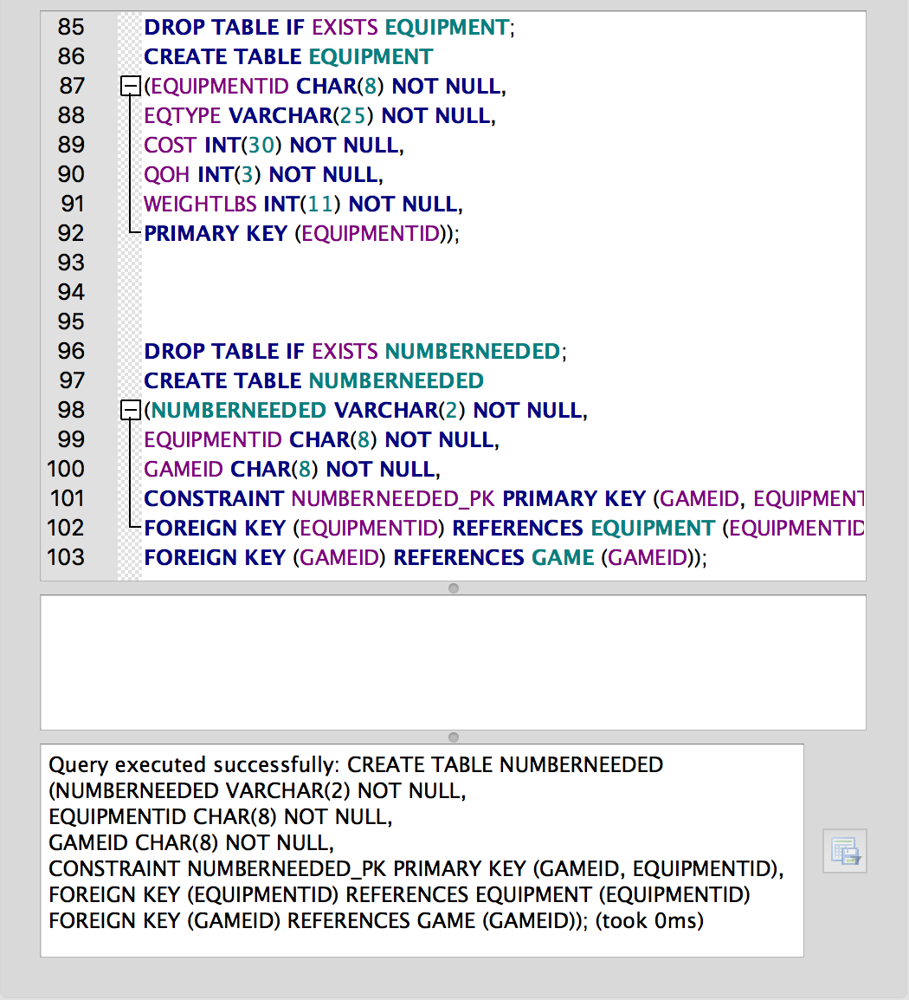 85 DROP TABLE IF EXISTS EQUIPMENT;
86 CREATE TABLE EQUIPMENT
87 (EQUIPMENTID CHAR(8) NOT NULL,
88 EQTYPE VARCHAR(25) NOT NULL,
89 COST INT(30) NOT NULL,
90 QOH INT(3) NOT NULL,
91 WEIGHTLBS INT(11) NOT NULL,
92 PRIMARY KEY (EQUIPMENTID));
93
94
95
96 DROP TABLE IF EXISTS NUMBERNEEDED;
97 CREATE TABLE NUMBERNEEDED
98 (NUMBERNEEDED VARCHAR(2) NOT NULL,
99 EQUIPMENTID CHAR(8) NOT NULL,
100 GAMEID CHAR(8) NOT NULL,
101 CONSTRAINT NUMBERNEEDED_PK PRIMARY KEY (GAMEID, EQUIPMENT
102 FOREIGN KEY (EQUIPMENTID) REFERENCES EQUIPMENT (EQUIPMENTID
103 FOREIGN KEY (GAMEID) REFERENCES GAME (GAMEID));
Query executed successfully: CREATE TABLE NUMBERNEEDED
(NUMBERNEEDED VARCHAR(2) NOT NULL,
EQUIPMENTID CHAR(8) NOT NULL,
GAMEID CHAR(8) NOT NULL,
CONSTRAINT NUMBERNEEDED_PK PRIMARY KEY (GAMEID, EQUIPMENTID),
FOREIGN KEY (EQUIPMENTID) REFERENCES EQUIPMENT (EQUIPMENTID)
FOREIGN KEY (GAMEID) REFERENCES GAME (GAMEID)); (took 0ms)